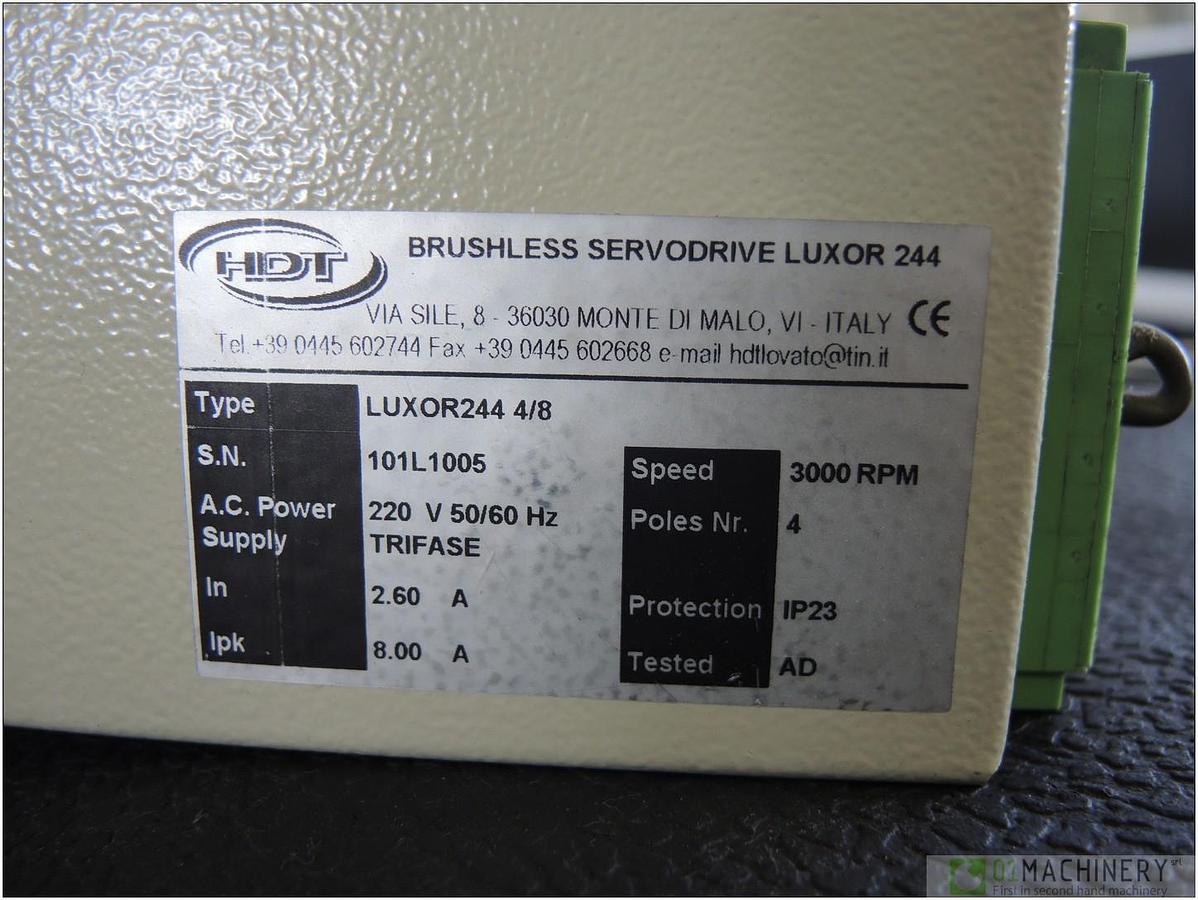 HDT
BRUSHLESS SERVODRIVE LUXOR 244
VIA SILE, 8 - 36030 MONTE DI MALO, VI - ITALY CE
Tel.+39 0445 602744 Fax +39 0445 602668 e-mail hdtlovato@tin.it
Type LUXOR244 4/8
S.N. 101L1005
A.C. Power 220 V 50/60 Hz
Supply TRIFASE
In 2.60 A
Ipk 8.00 A
Speed 3000 RPM
Poles Nr. 4
Protection IP23
Tested AD
01MACHINERY srl
First in second hand machinery